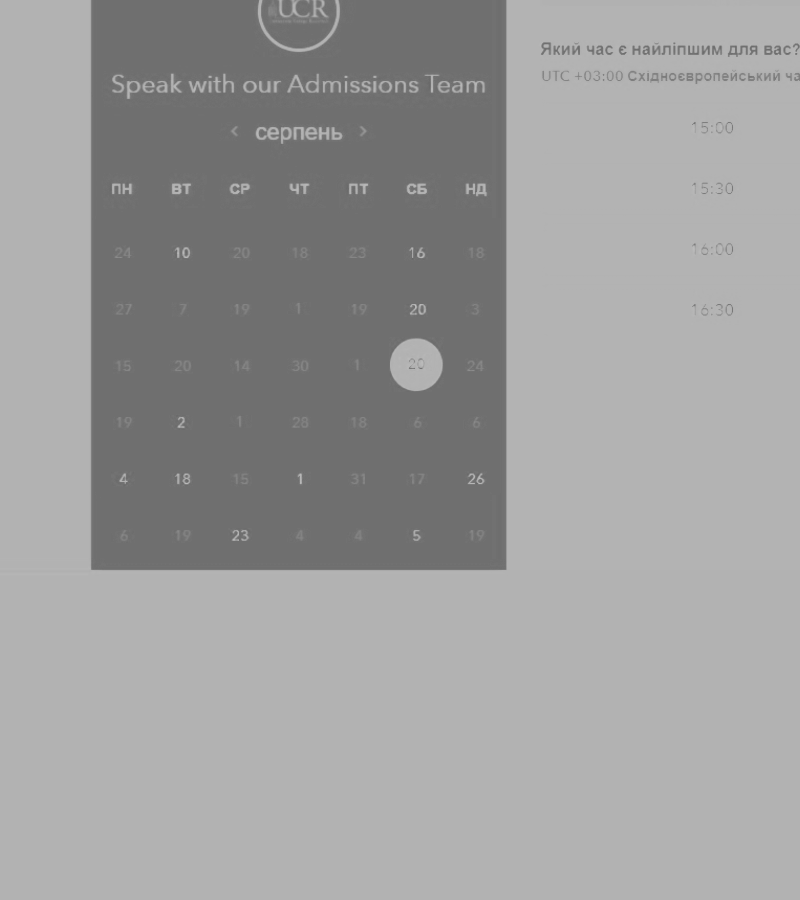 UCR
Speak with our Admissions Team
серпень
ПН ВТ СР ЧТ ПТ СБ НД
24 10 20 18 23 16 18
27 7 19 1 19 20 3
15 20 14 30 1 20 24
19 2 1 28 18 6 6
4 18 15 1 31 17 26
6 19 23 4 4 5 19
Який час є найліпшим для вас?
UTC +03:00 Східноєвропейський ча
15:00
15:30
16:00
16:30